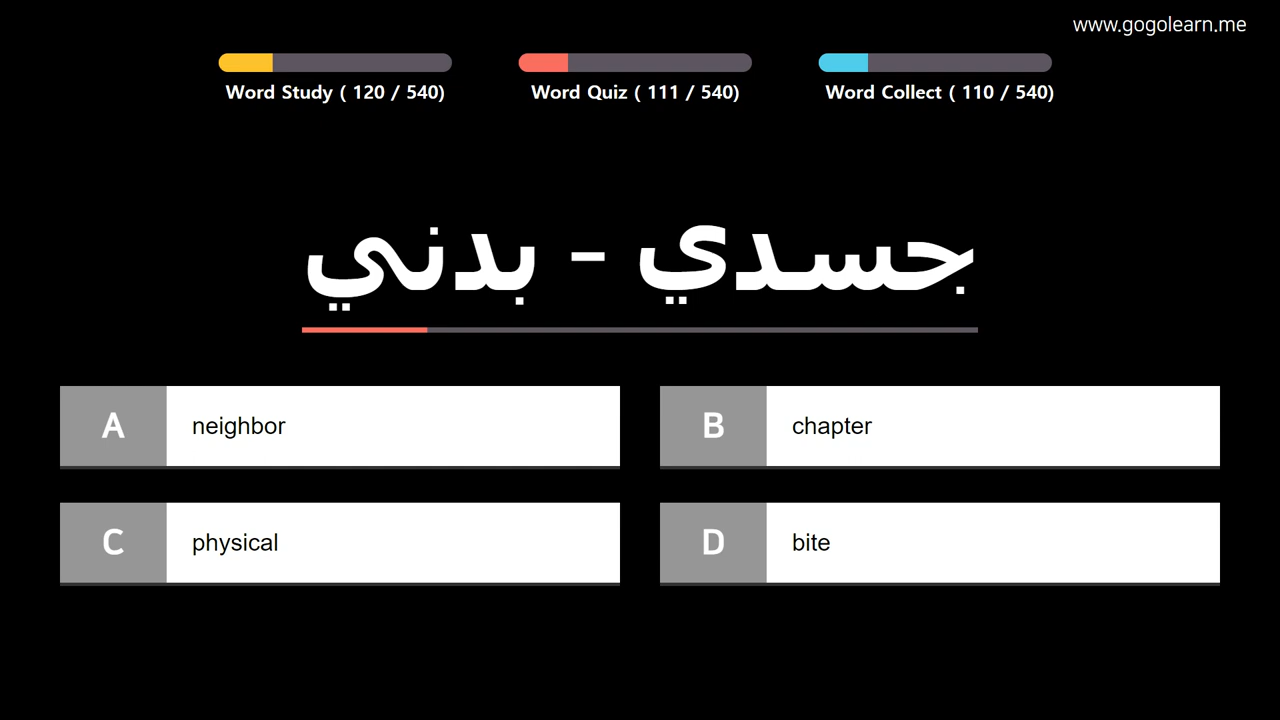 www.gogolearn.me
Word Study ( 120 / 540)
Word Quiz ( 111 / 540)
Word Collect ( 110 / 540)
جسدي - بدني
A neighbor
B chapter
C physical
D bite